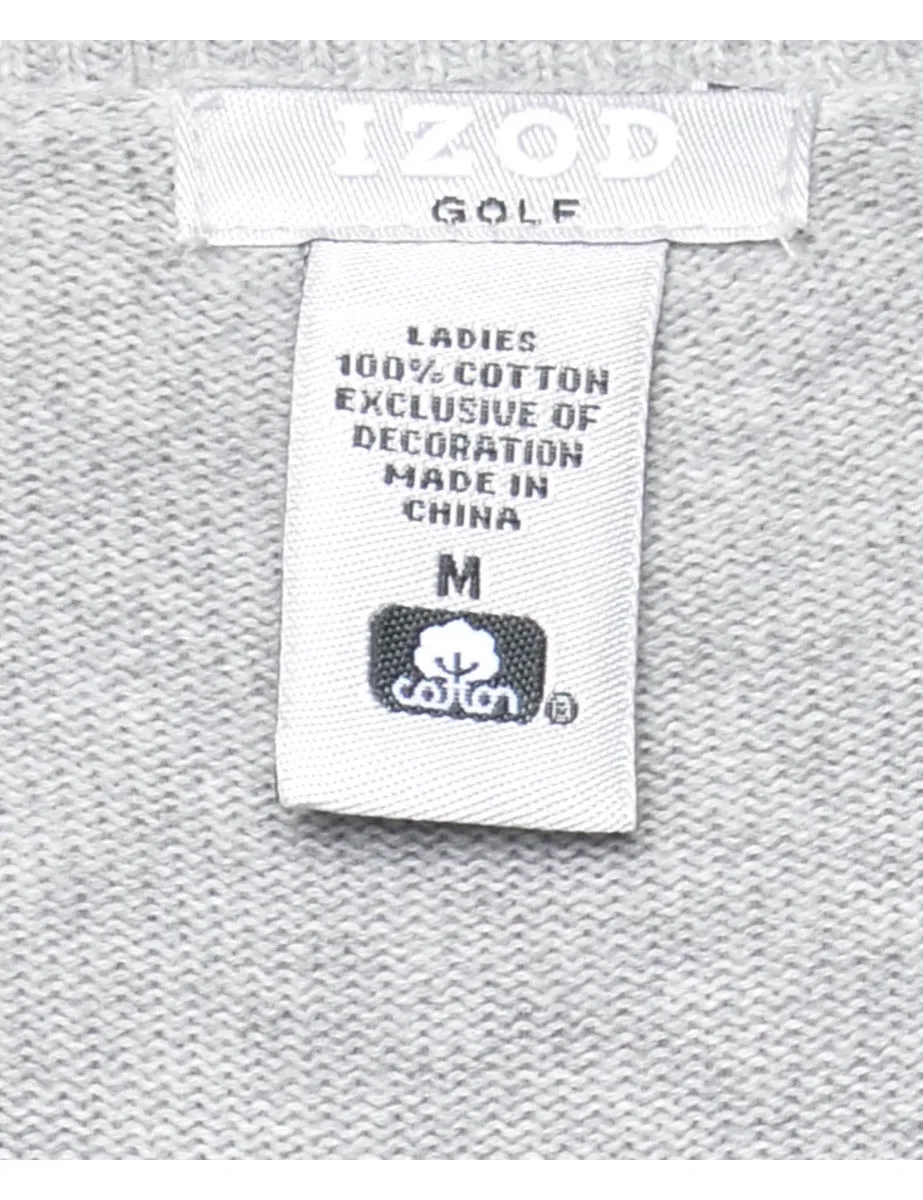 IZOD
GOLF
LADIES
100% COTTON
EXCLUSIVE OF
DECORATION
MADE IN
CHINA
M
cotton
®